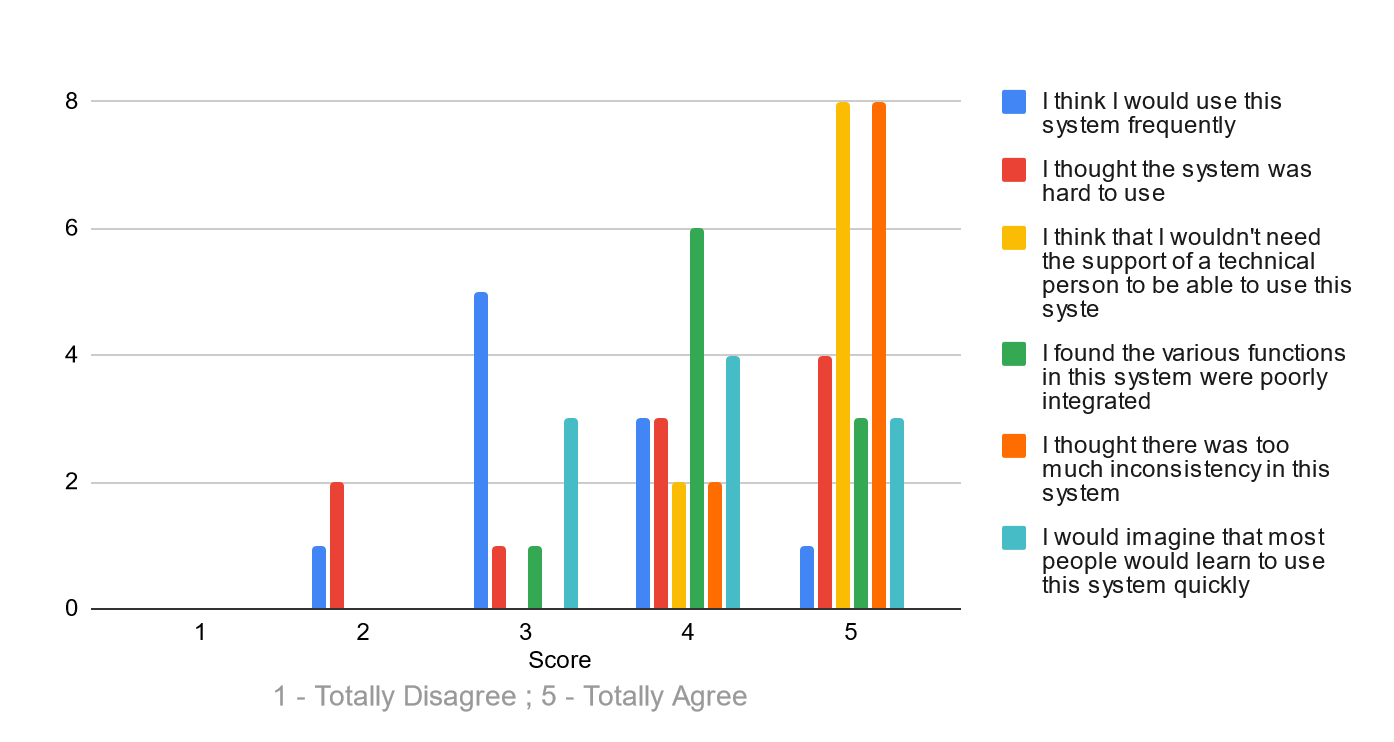 8
6
4
2
0
1
2
3
4
5
Score
1 - Totally Disagree ; 5 - Totally Agree
I think I would use this
system frequently
I thought the system was
hard to use
I think that I wouldn't need
the support of a technical
person to be able to use this
syste
I found the various functions
in this system were poorly
integrated
I thought there was too
much inconsistency in this
system
I would imagine that most
people would learn to use
this system quickly